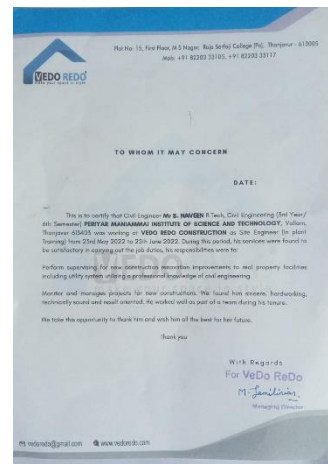 Plot No: 15, First Floor, M S Nagar, Raja Serfoji College (Po), Thanjavur - 613005
Mob: +91 82203 33105, +91 82203 33117
VEDO REDO
TO WHOM IT MAY CONCERN
DATE:
This is to certify that Civil Engineer Mr S. NAVEEN B.Tech, Civil Engineering (3rd Year/
6th Semester) PERIYAR MANIAMMAI INSTITUTE OF SCIENCE AND TECHNOLOGY, Vallam,
Thanjavur 613403 was working at VEDO REDO CONSTRUCTION as Site Engineer (In plant
Training) from 23rd May 2022 to 25th June 2022. During this period, his services were found to
be satisfactory in carrying out the job duties, his responsibilities were to:
Perform supervising for new construction renovation improvements to real property facilities
including utility system utilizing a professional knowledge of civil engineering.
Monitor and manages projects for new constructions. We found him sincere, hardworking,
technically sound and result oriented. He worked well as part of a team during his tenure.
We take this opportunity to thank him and wish him all the best for her future.
Thank you
With Regards
For VeDo ReDo
Managing Director
vedoredo@gmail.com www.vedoredo.com